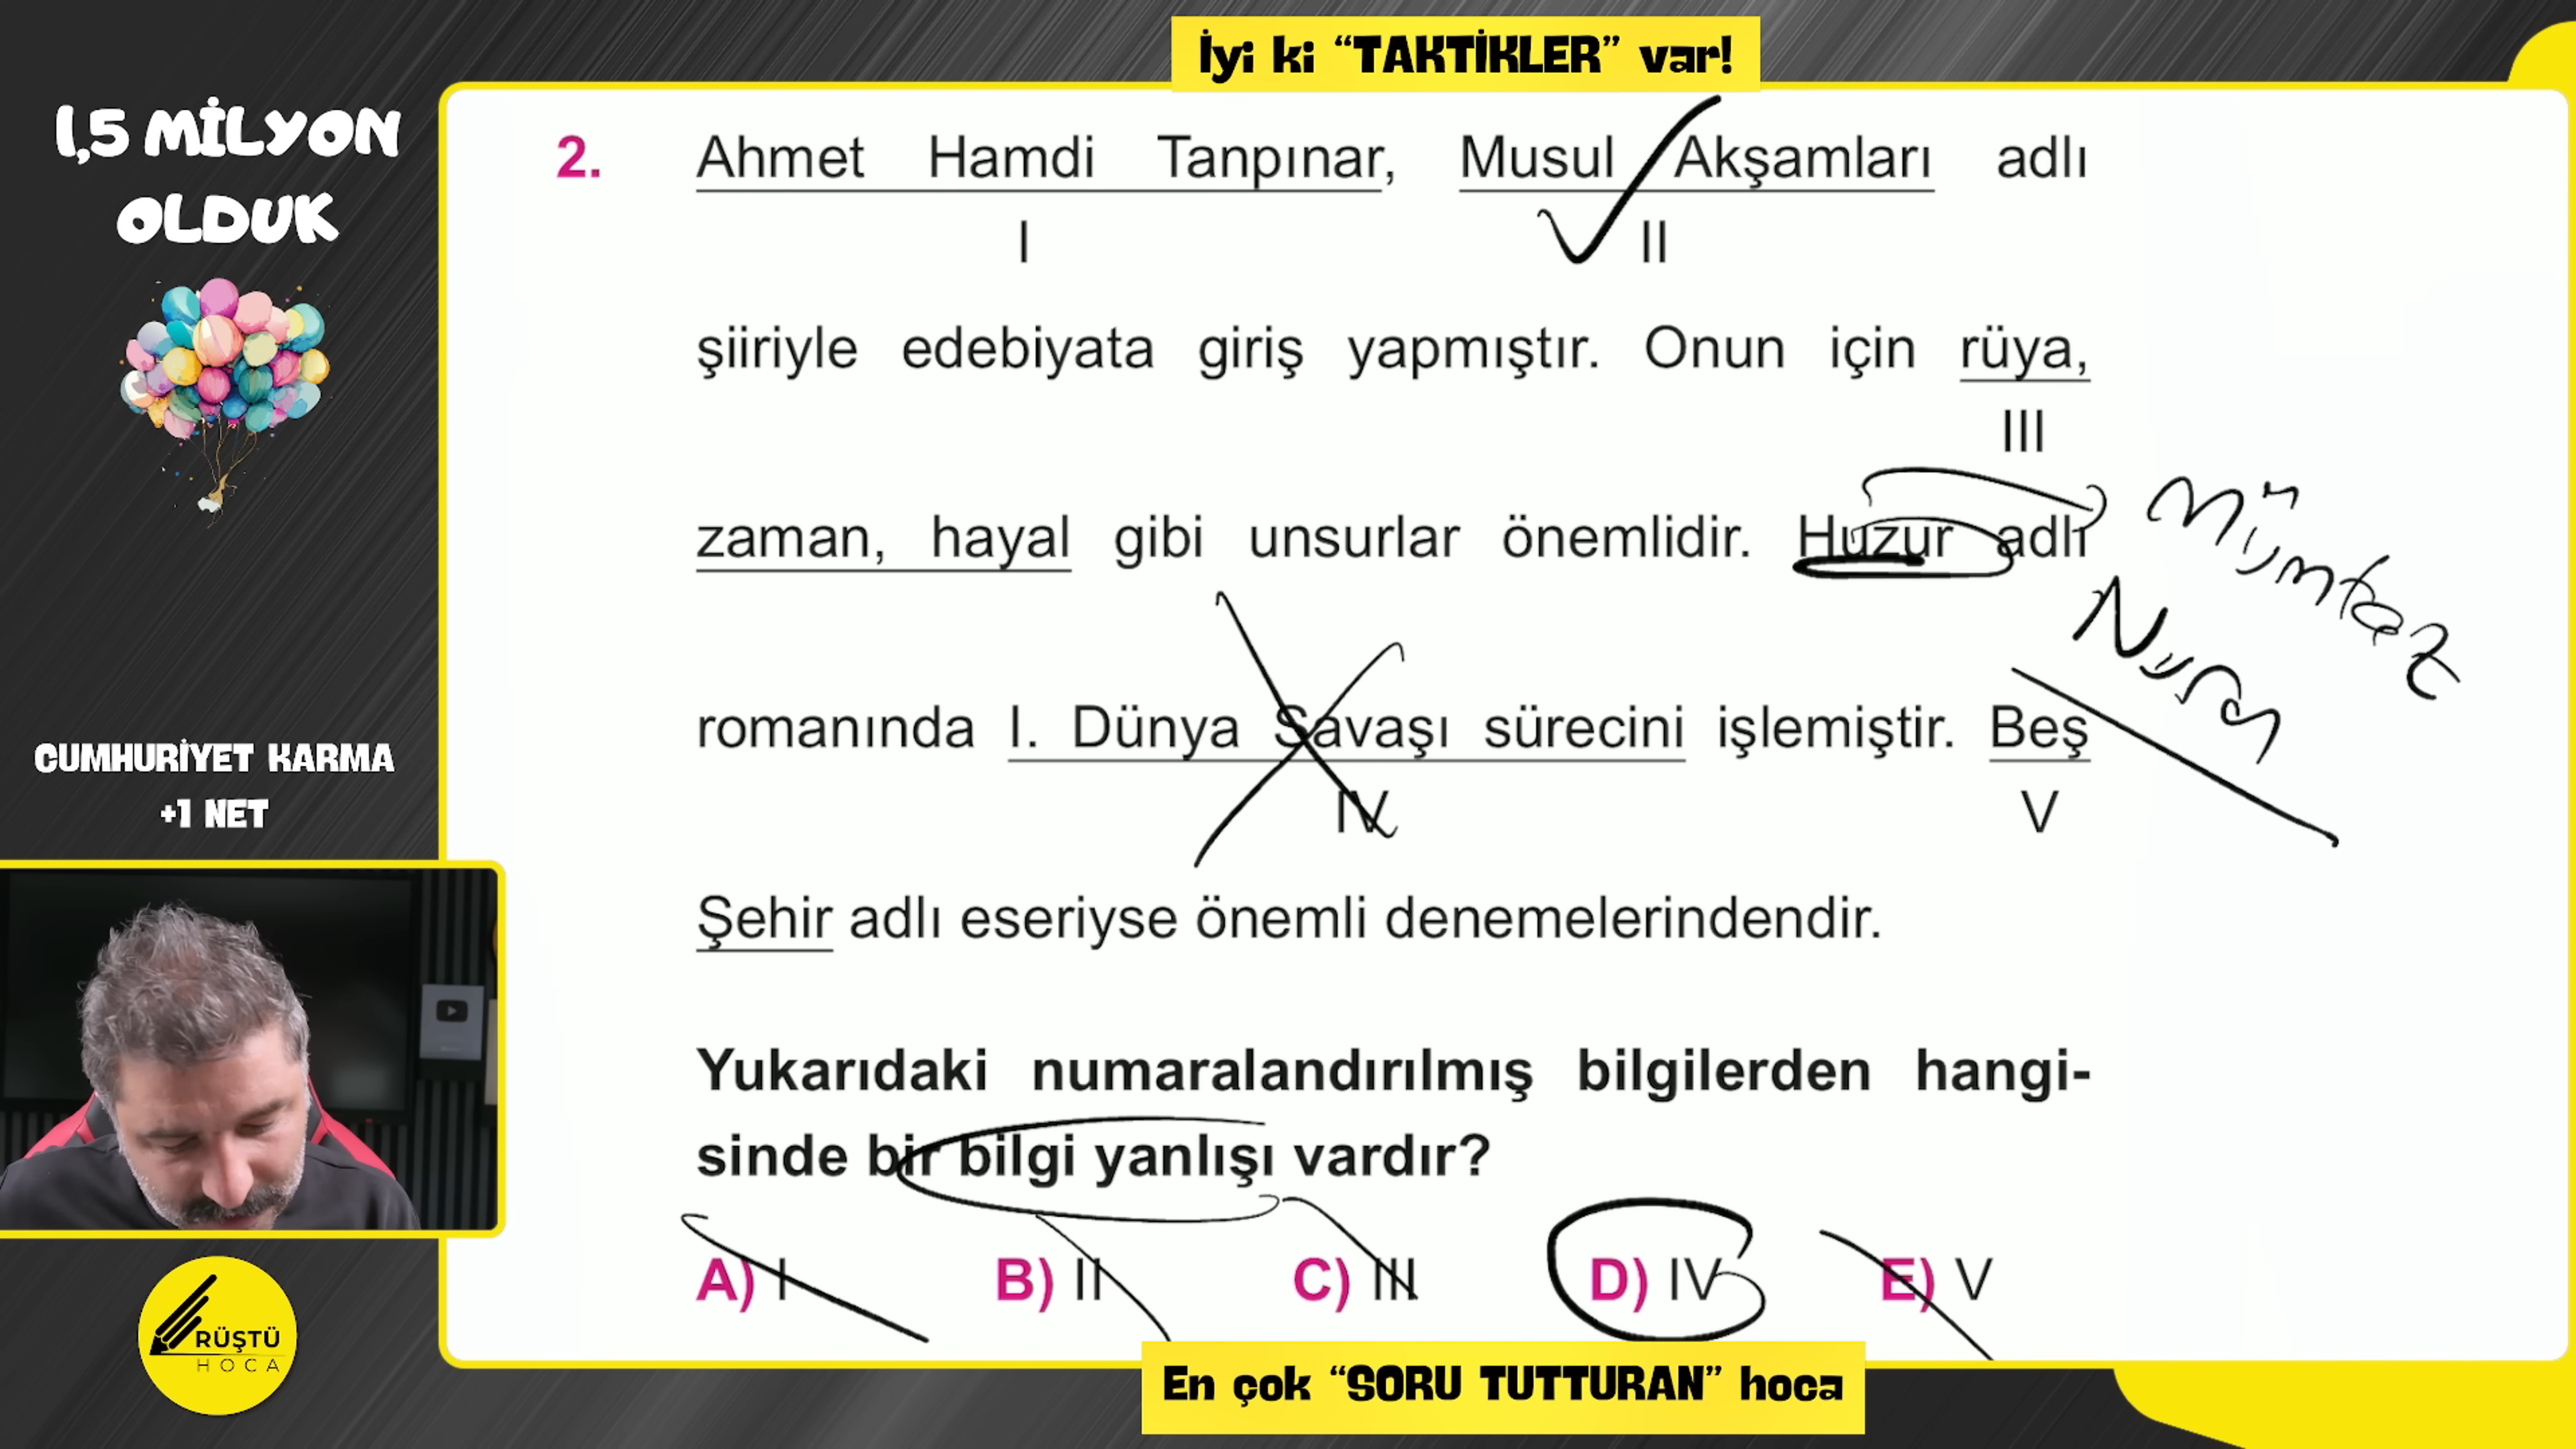 İyi ki “TAKTİKLER” var!
1,5 MİLYON
OLDUK
2. Ahmet Hamdi Tanpınar, Musul Akşamları adlı
I II
şiiriyle edebiyata giriş yapmıştır. Onun için rüya,
III
zaman, hayal gibi unsurlar önemlidir. Huzur adlı
Mümtaz
Nuran
romanında I. Dünya Savaşı sürecini işlemiştir. Beş
IV V
Şehir adlı eseriyse önemli denemelerindendir.
Yukarıdaki numaralandırılmış bilgilerden hangi-
sinde bir bilgi yanlışı vardır?
A) I B) II C) III D) IV E) V
CUMHURİYET KARMA
+1 NET
RÜŞTÜ
HOCA
En çok “SORU TUTTURAN” hoca